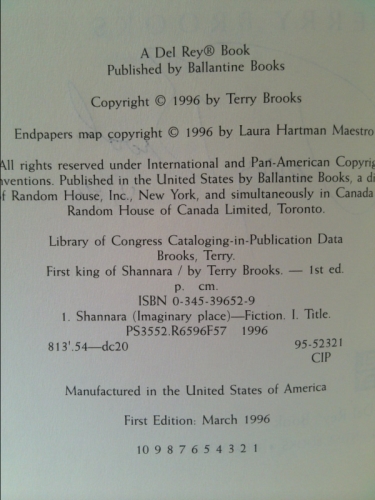 A Del Rey® Book
Published by Ballantine Books
Copyright © 1996 by Terry Brooks
Endpapers map copyright © 1996 by Laura Hartman Maestro
All rights reserved under International and Pan-American Copyrig
nventions. Published in the United States by Ballantine Books, a di
f Random House, Inc., New York, and simultaneously in Canada
Random House of Canada Limited, Toronto.
Library of Congress Cataloging-in-Publication Data
Brooks, Terry.
First king of Shannara / by Terry Brooks. — 1st ed.
p. cm.
ISBN 0-345-39652-9
1. Shannara (Imaginary place)—Fiction. I. Title.
PS3552.R6596F57 1996
813'.54—dc20 95-52321
CIP
Manufactured in the United States of America
First Edition: March 1996
10 9 8 7 6 5 4 3 2 1